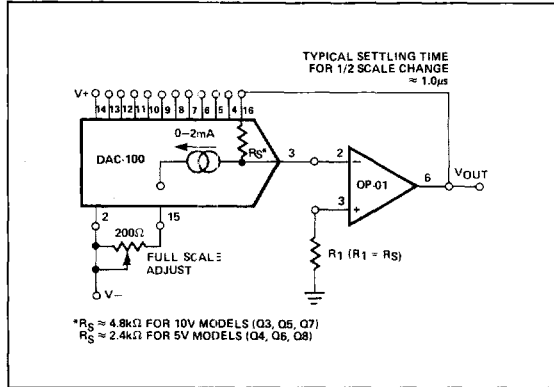 TYPICAL SETTLING TIME
FOR 1/2 SCALE CHANGE
≈ 1.0µs
V+
14 13 12 11 10 9 8 7 6 5 4 16
0–2mA
RS*
DAC-100
3
2
–
OP-01
6
VOUT
3
+
2
15
200Ω
FULL SCALE
ADJUST
R1 (R1 = RS)
V–
*RS ≈ 4.8kΩ FOR 10V MODELS (Q3, Q5, Q7)
RS ≈ 2.4kΩ FOR 5V MODELS (Q4, Q6, Q8)